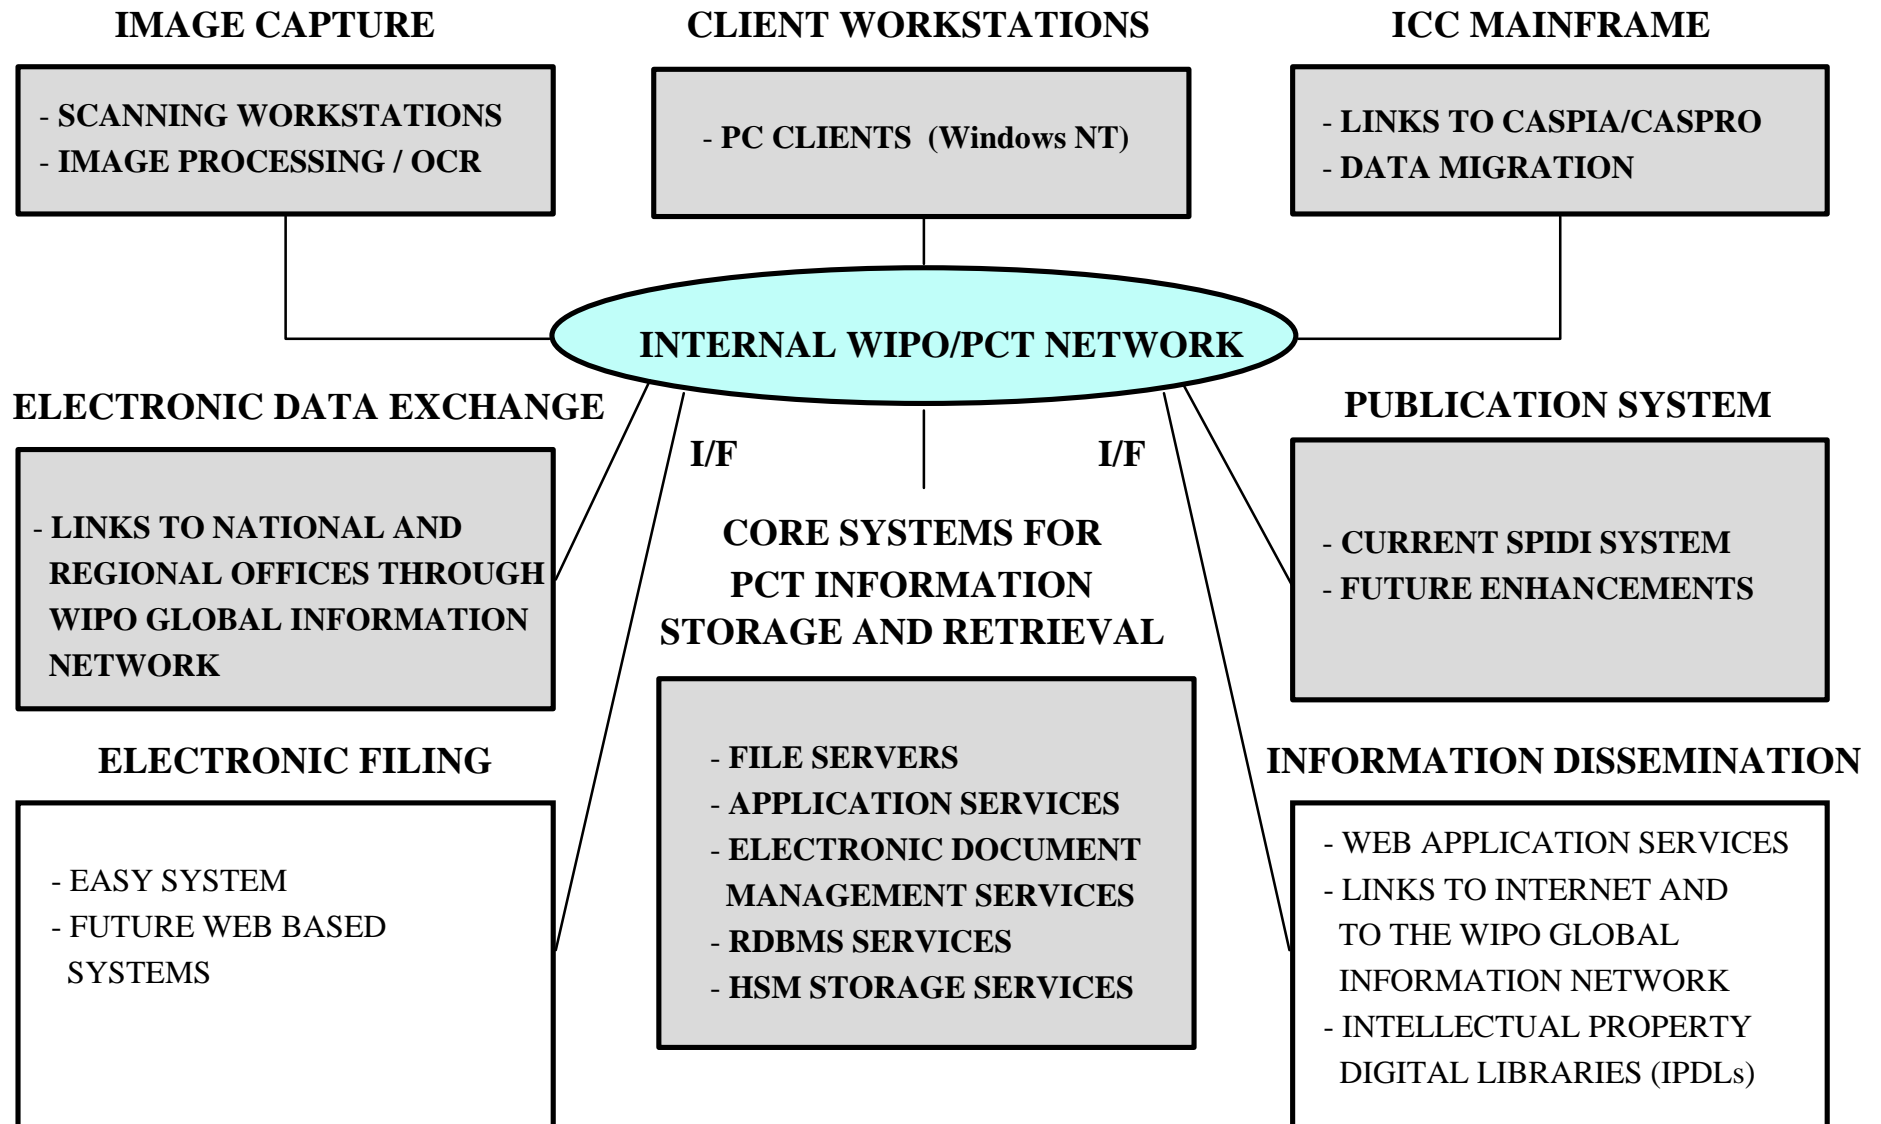 IMAGE CAPTURE
- SCANNING WORKSTATIONS
- IMAGE PROCESSING / OCR
CLIENT WORKSTATIONS
- PC CLIENTS (Windows NT)
ICC MAINFRAME
- LINKS TO CASPIA/CASPRO
- DATA MIGRATION
INTERNAL WIPO/PCT NETWORK
ELECTRONIC DATA EXCHANGE
- LINKS TO NATIONAL AND
REGIONAL OFFICES THROUGH
WIPO GLOBAL INFORMATION
NETWORK
I/F
I/F
CORE SYSTEMS FOR
PCT INFORMATION
STORAGE AND RETRIEVAL
- FILE SERVERS
- APPLICATION SERVICES
- ELECTRONIC DOCUMENT
MANAGEMENT SERVICES
- RDBMS SERVICES
- HSM STORAGE SERVICES
PUBLICATION SYSTEM
- CURRENT SPIDI SYSTEM
- FUTURE ENHANCEMENTS
ELECTRONIC FILING
- EASY SYSTEM
- FUTURE WEB BASED
SYSTEMS
INFORMATION DISSEMINATION
- WEB APPLICATION SERVICES
- LINKS TO INTERNET AND
TO THE WIPO GLOBAL
INFORMATION NETWORK
- INTELLECTUAL PROPERTY
DIGITAL LIBRARIES (IPDLs)